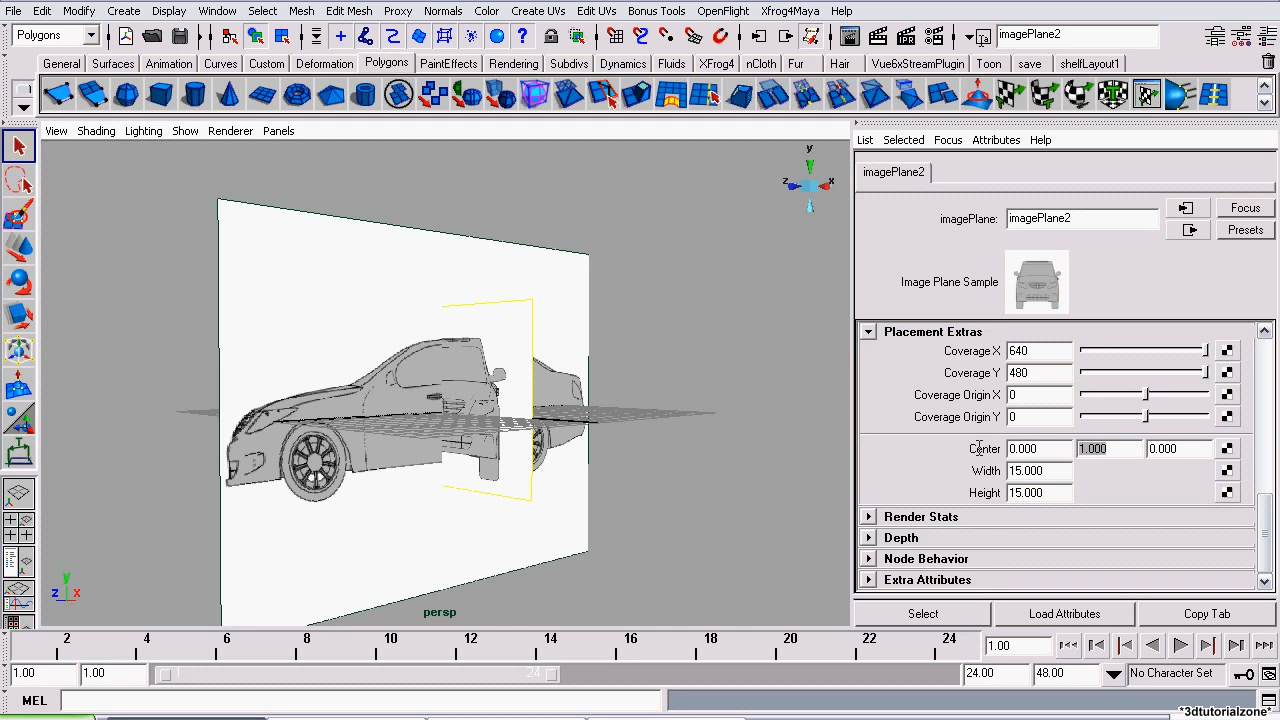 File Edit Modify Create Display Window Select Mesh Edit Mesh Proxy Normals Color Create UVs Edit UVs Bonus Tools OpenFlight Xfrog4Maya Help
Polygons imagePlane2
General Surfaces Animation Curves Custom Deformation Polygons PaintEffects Rendering Subdivs Dynamics Fluids XFrog4 nCloth Fur Hair Vue6xStreamPlugin Toon save shelfLayout1
View Shading Lighting Show Renderer Panels
List Selected Focus Attributes Help
imagePlane2
imagePlane: imagePlane2 Focus
Presets
Image Plane Sample
y
z x
Placement Extras
Coverage X 640
Coverage Y 480
Coverage Origin X 0
Coverage Origin Y 0
Center 0.000 1.000 0.000
Width 15.000
Height 15.000
Render Stats
Depth
Node Behavior
Extra Attributes
y
z x
persp
Select Load Attributes Copy Tab
2 4 6 8 10 12 14 16 18 20 22 24 1.00
1.00 1.00 1 24 24.00 48.00 No Character Set
MEL
*3dtutorialzone*